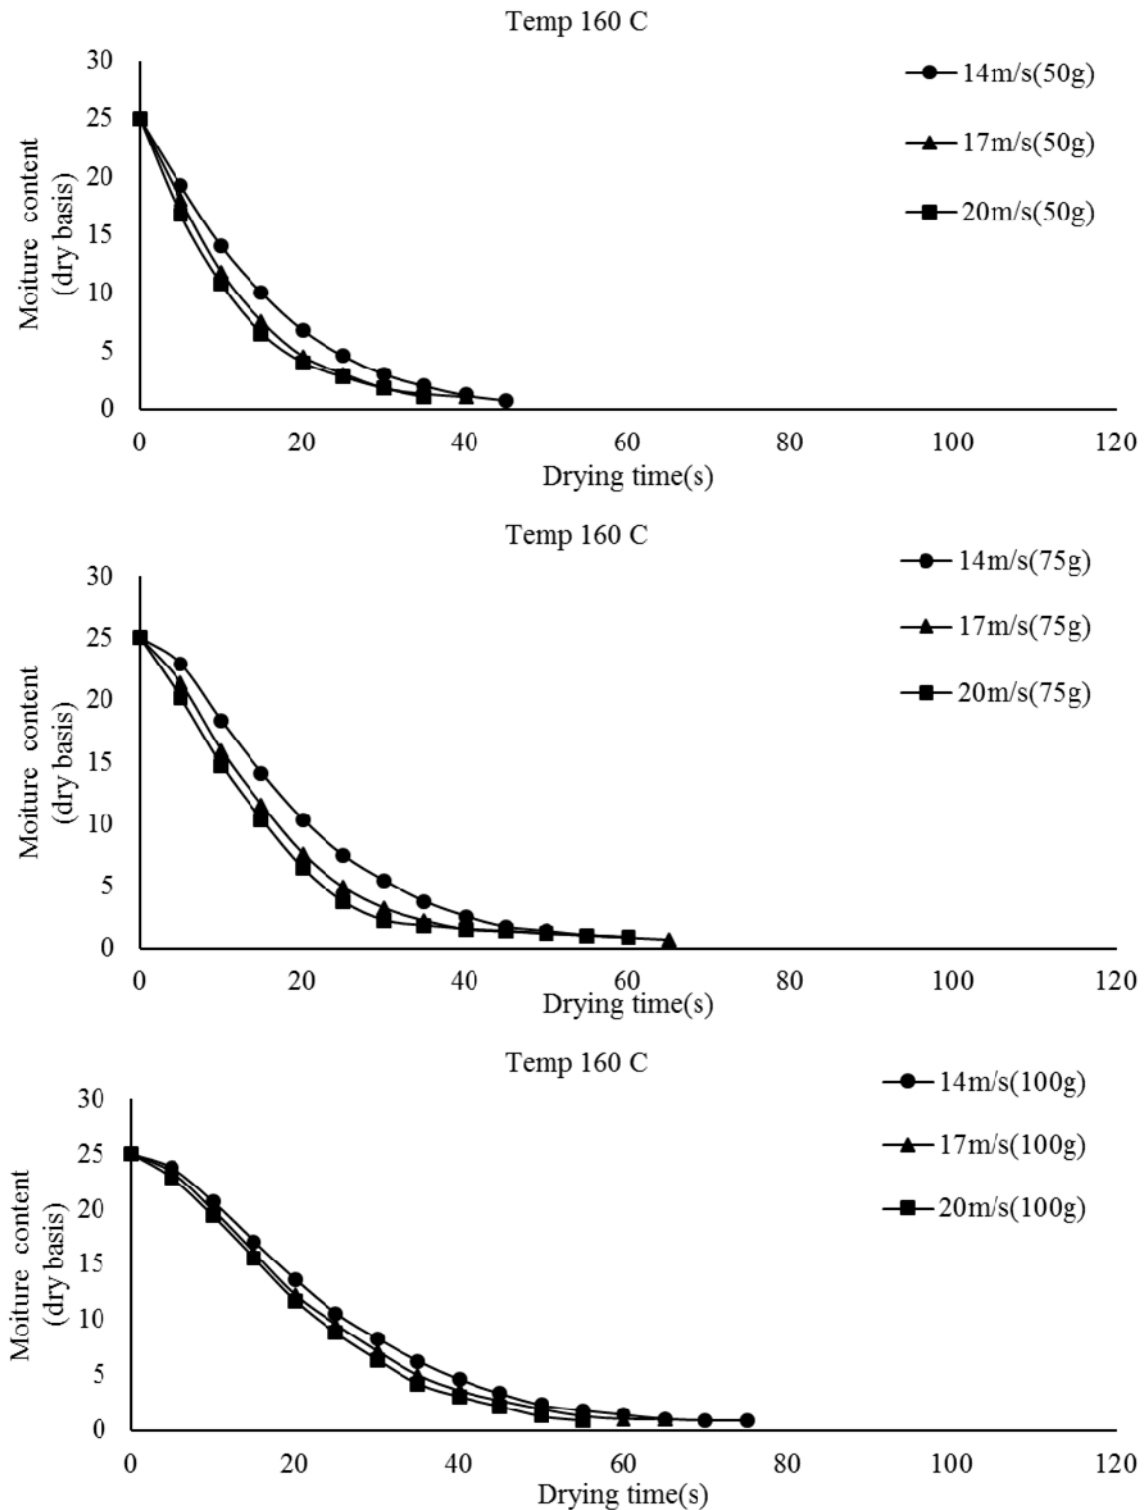 Temp 160 C
30
25
20
15
10
5
0
Moiture content
(dry basis)
14m/s(50g)
17m/s(50g)
20m/s(50g)
0 20 40 60 80 100 120
Drying time(s)
Temp 160 C
30
25
20
15
10
5
0
Moiture content
(dry basis)
14m/s(75g)
17m/s(75g)
20m/s(75g)
0 20 40 60 80 100 120
Drying time(s)
Temp 160 C
30
25
20
15
10
5
0
Moiture content
(dry basis)
14m/s(100g)
17m/s(100g)
20m/s(100g)
0 20 40 60 80 100 120
Drying time(s)